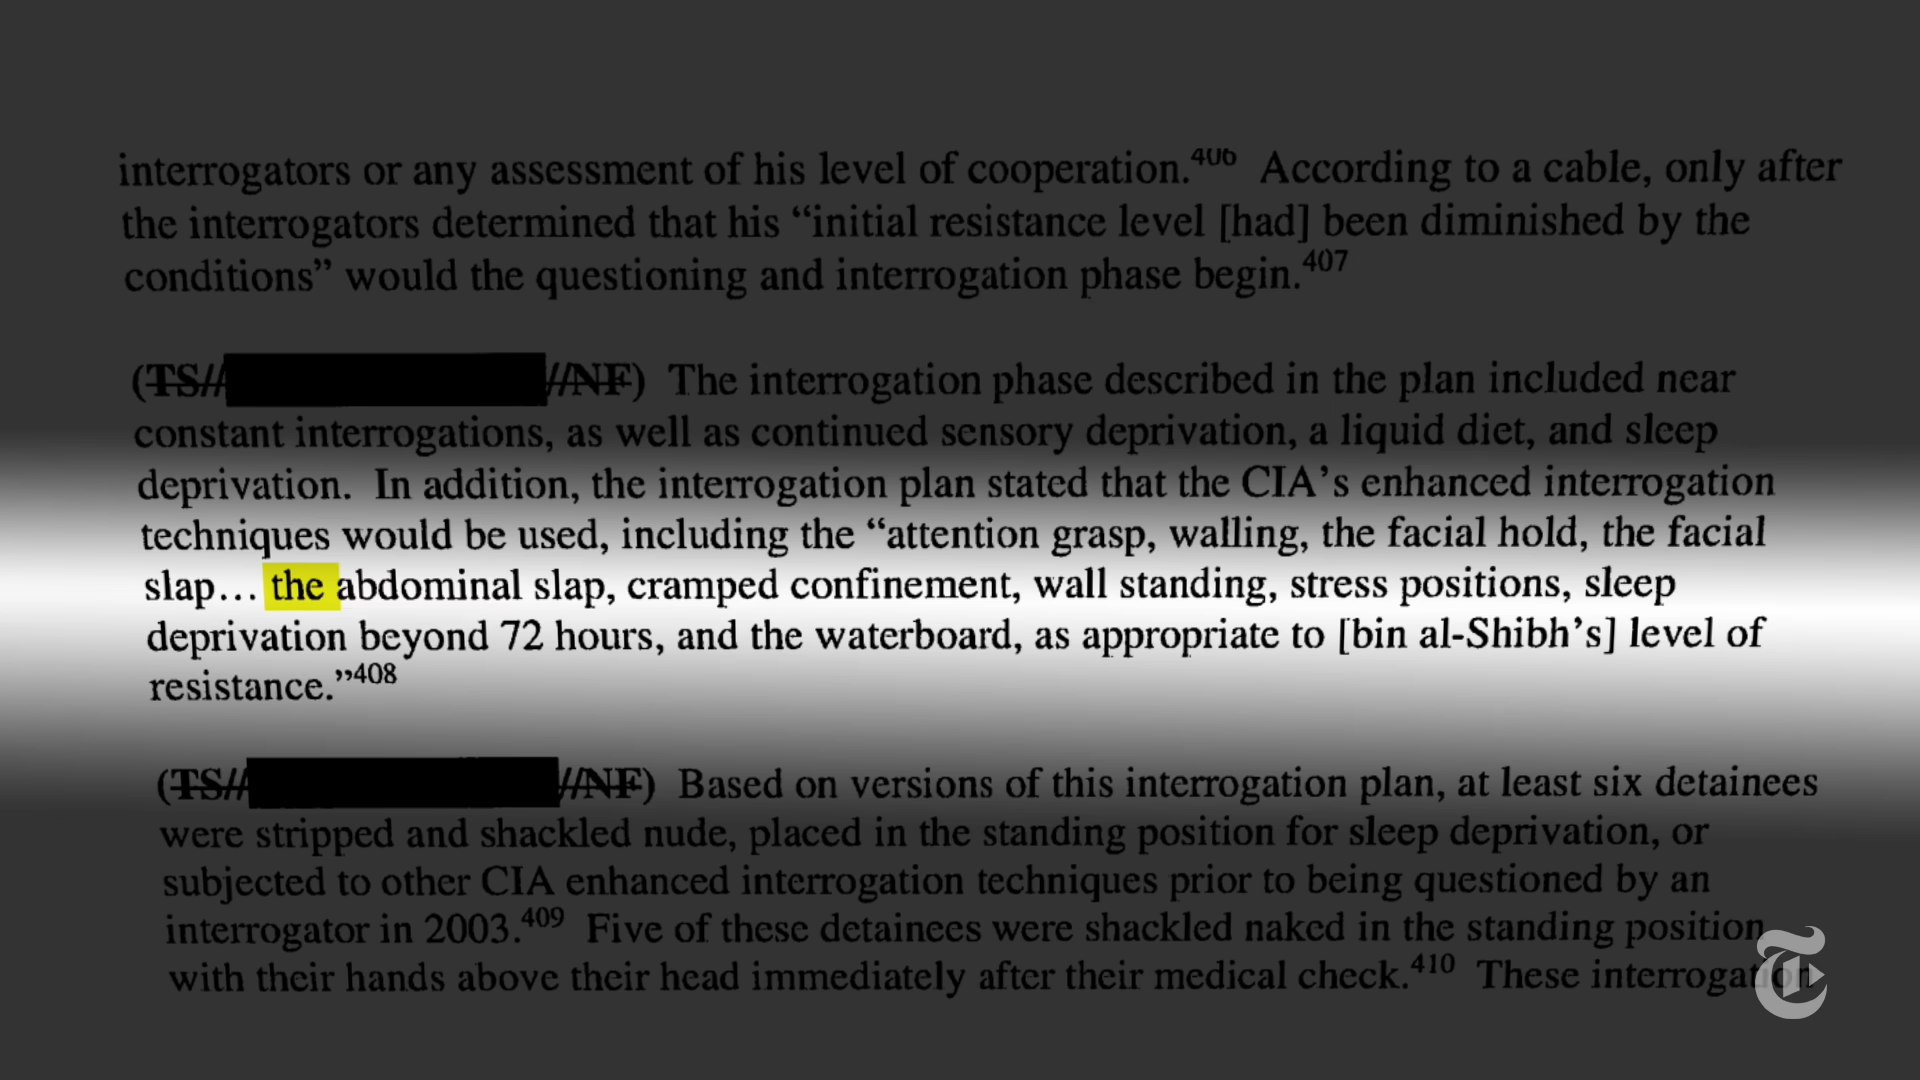 interrogators or any assessment of his level of cooperation.406 According to a cable, only after
the interrogators determined that his “initial resistance level [had] been diminished by the
conditions” would the questioning and interrogation phase begin.407
(TS// //NF) The interrogation phase described in the plan included near
constant interrogations, as well as continued sensory deprivation, a liquid diet, and sleep
deprivation. In addition, the interrogation plan stated that the CIA’s enhanced interrogation
techniques would be used, including the “attention grasp, walling, the facial hold, the facial
slap… the abdominal slap, cramped confinement, wall standing, stress positions, sleep
deprivation beyond 72 hours, and the waterboard, as appropriate to [bin al-Shibh’s] level of
resistance.”408
(TS// //NF) Based on versions of this interrogation plan, at least six detainees
were stripped and shackled nude, placed in the standing position for sleep deprivation, or
subjected to other CIA enhanced interrogation techniques prior to being questioned by an
interrogator in 2003.409 Five of these detainees were shackled naked in the standing position
with their hands above their head immediately after their medical check.410 These interrogation
T